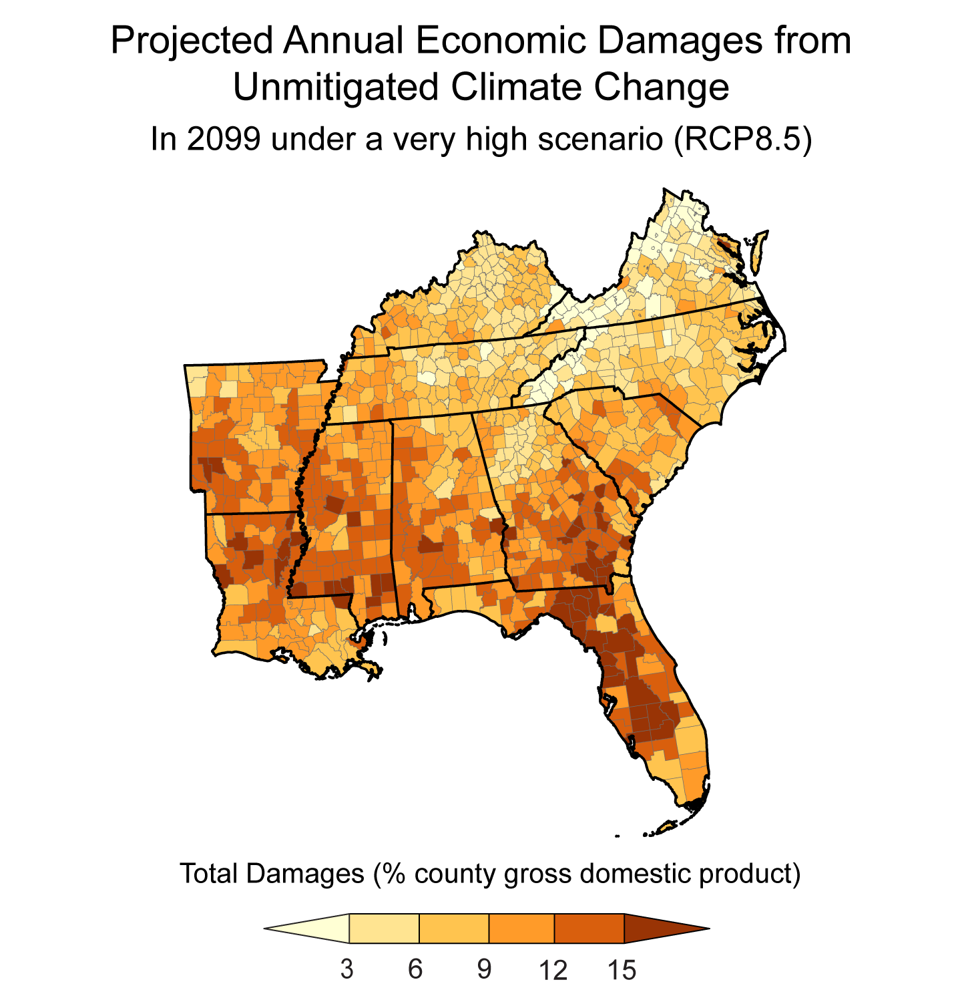 Projected Annual Economic Damages from
Unmitigated Climate Change
In 2099 under a very high scenario (RCP8.5)
Total Damages (% county gross domestic product)
3 6 9 12 15